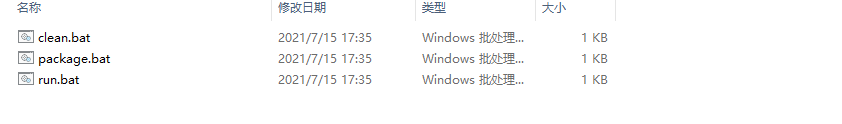 名称 修改日期 类型 大小
clean.bat 2021/7/15 17:35 Windows 批处理... 1 KB
package.bat 2021/7/15 17:35 Windows 批处理... 1 KB
run.bat 2021/7/15 17:35 Windows 批处理... 1 KB